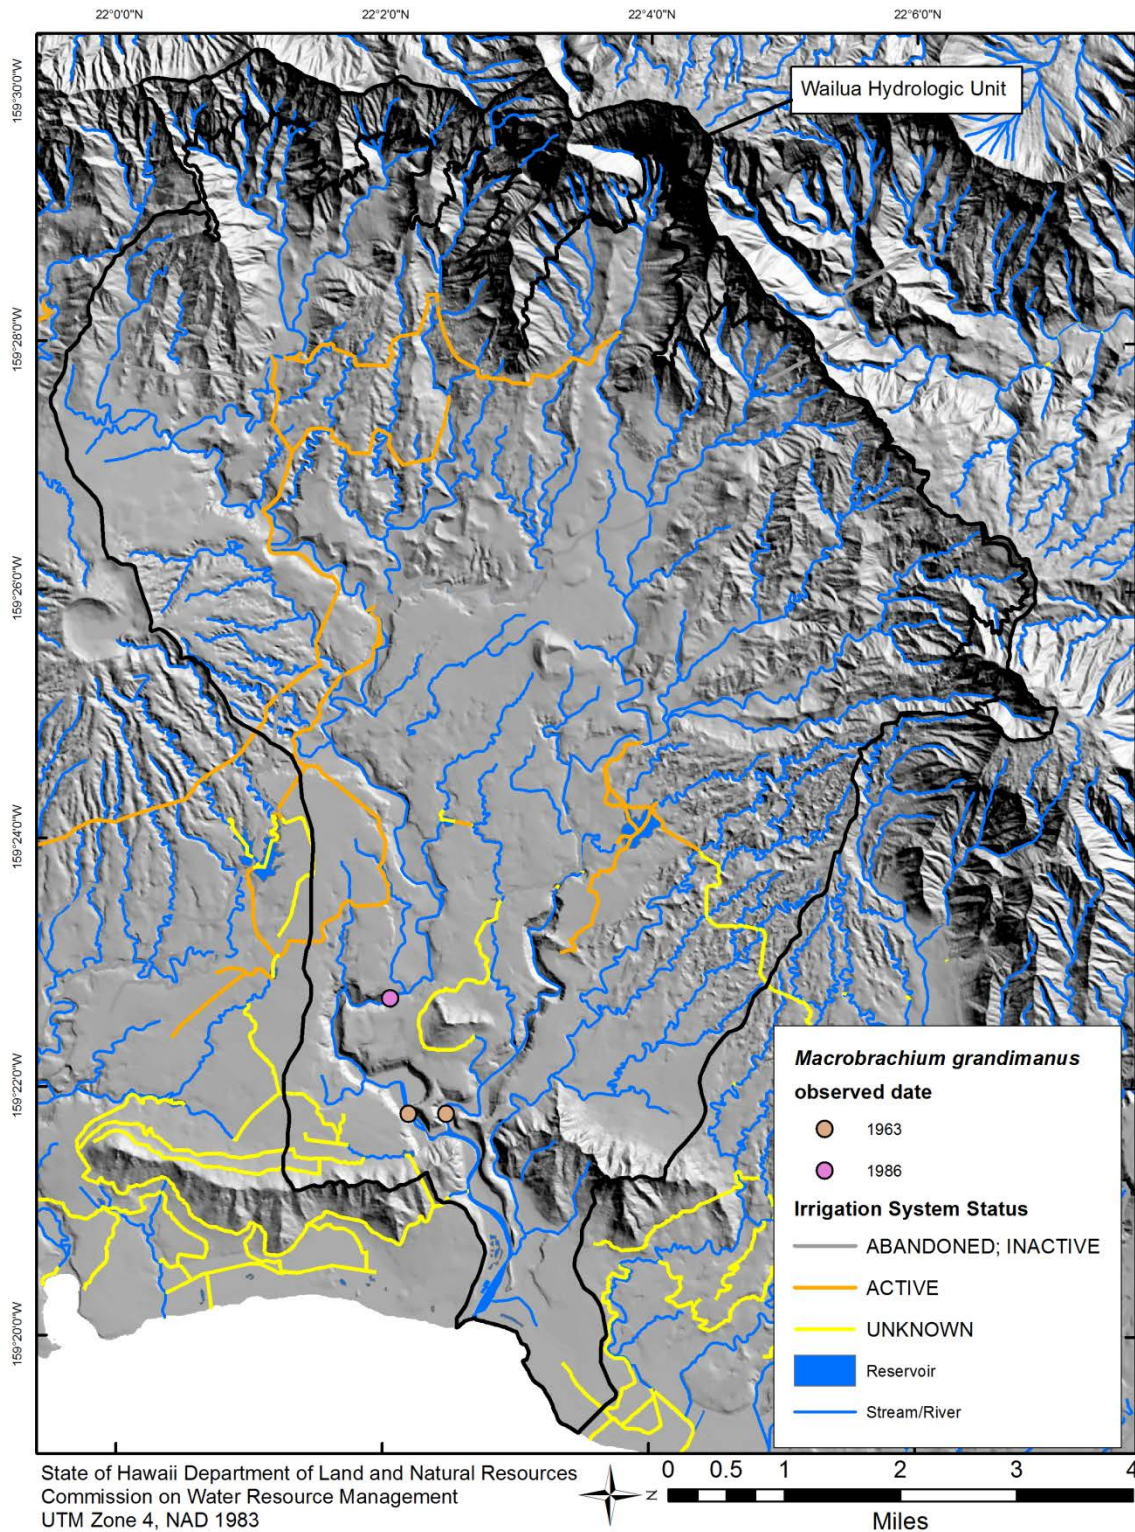 22°0'0"W
22°2'0"W
22°4'0"W
22°6'0"W
159°30'0"W
159°28'0"W
159°26'0"W
159°24'0"W
159°22'0"W
159°20'0"W
Wailua Hydrologic Unit
Macrobrachium grandimanus
observed date
1963
1986
Irrigation System Status
ABANDONED; INACTIVE
ACTIVE
UNKNOWN
Reservoir
Stream/River
State of Hawaii Department of Land and Natural Resources
Commission on Water Resource Management
UTM Zone 4, NAD 1983
N
0 0.5 1 2 3 4
Miles